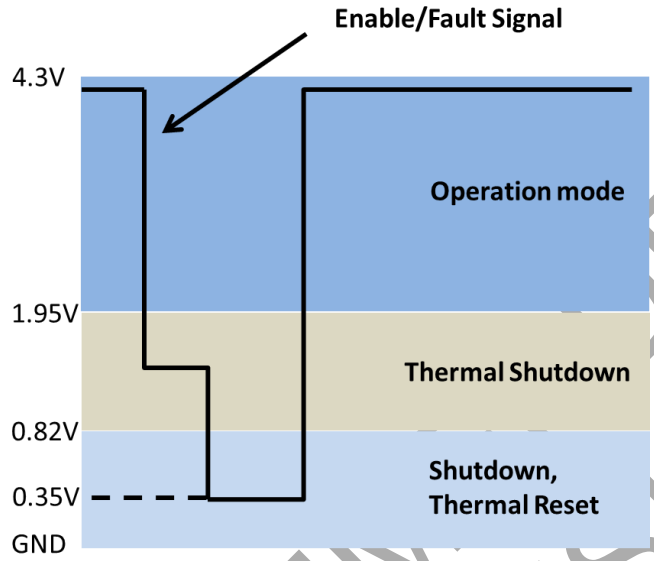 Enable/Fault Signal
4.3V
Operation mode
1.95V
Thermal Shutdown
0.82V
Shutdown,
Thermal Reset
0.35V
GND